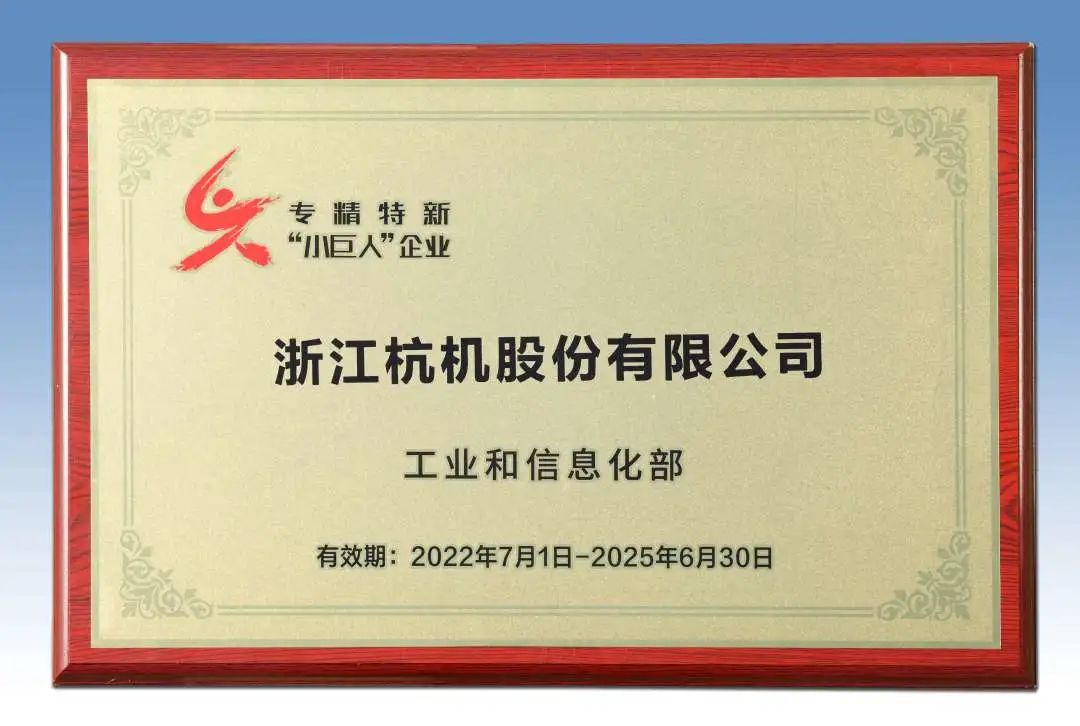 专精特新
“小巨人”企业
浙江杭机股份有限公司
工业和信息化部
有效期：2022年7月1日-2025年6月30日